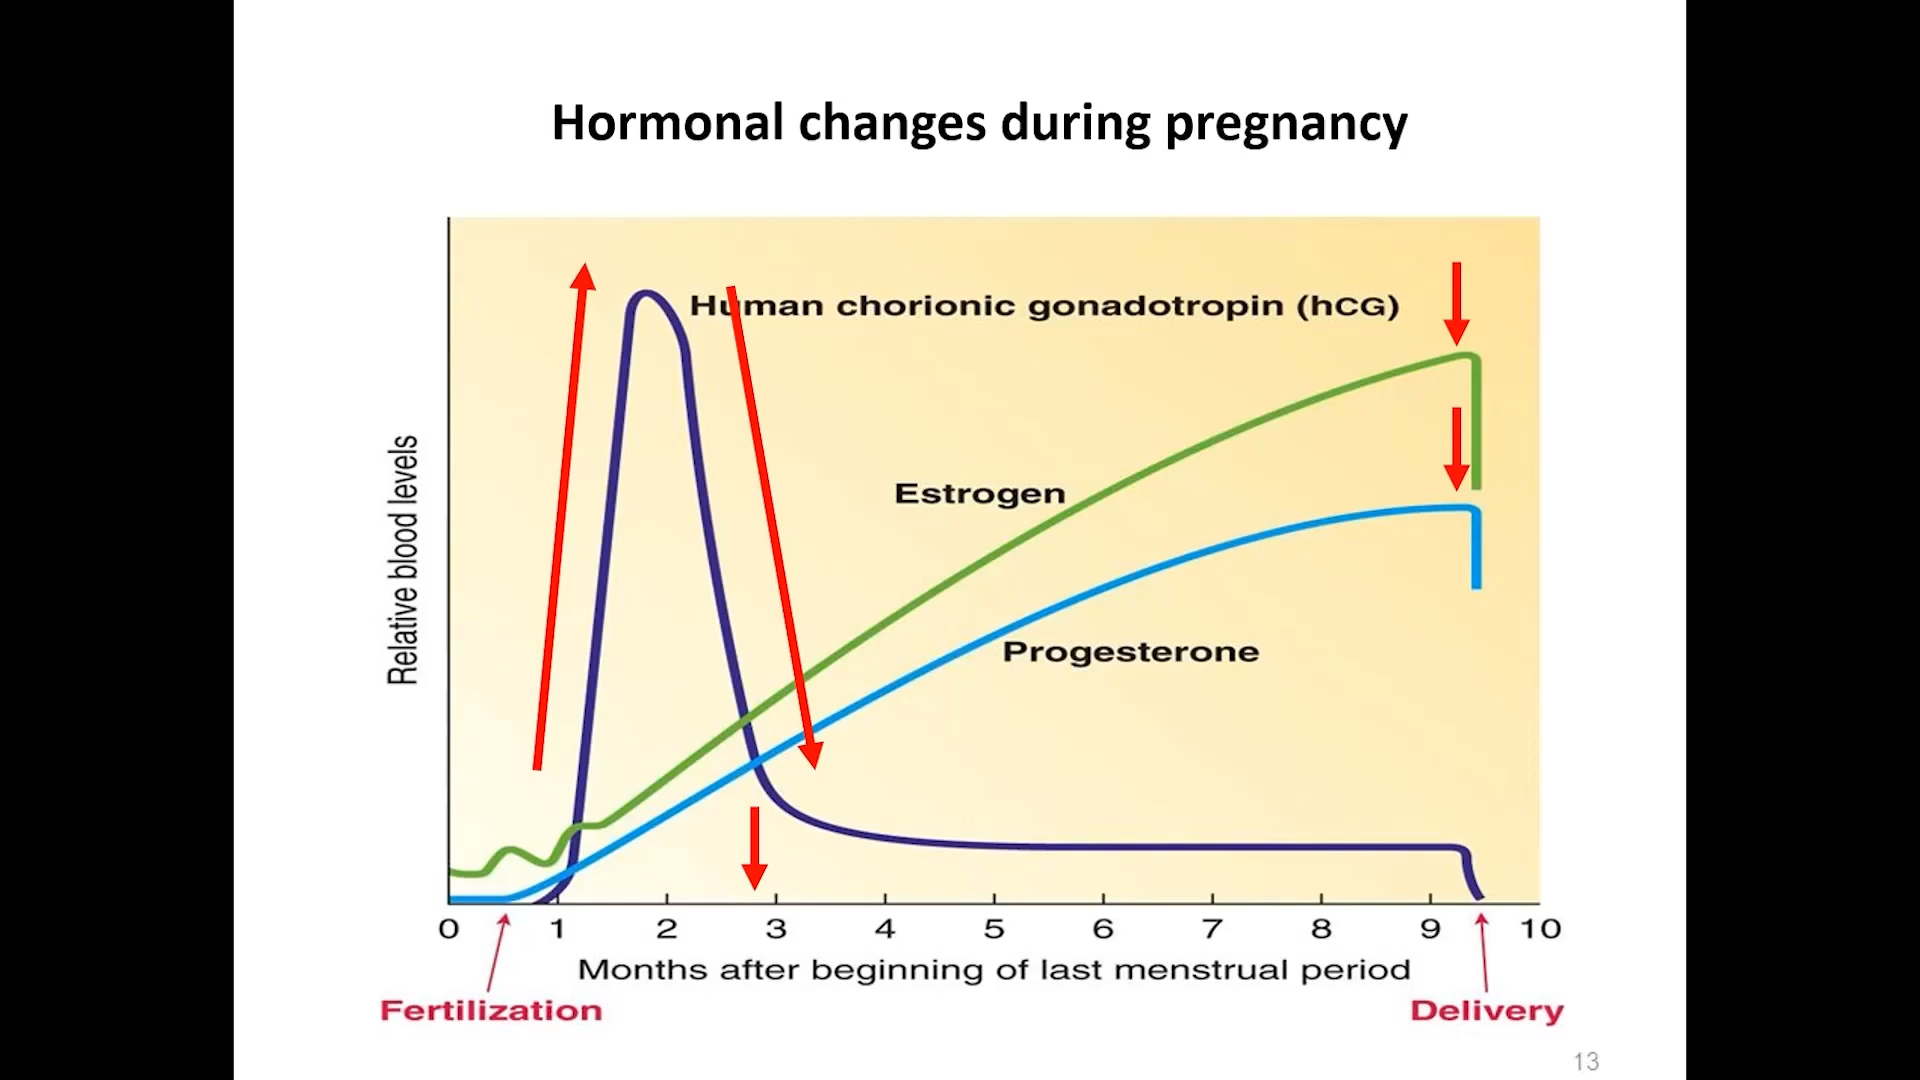 Hormonal changes during pregnancy
Human chorionic gonadotropin (hCG)
Estrogen
Progesterone
Relative blood levels
0 1 2 3 4 5 6 7 8 9 10
Months after beginning of last menstrual period
Fertilization
Delivery
13